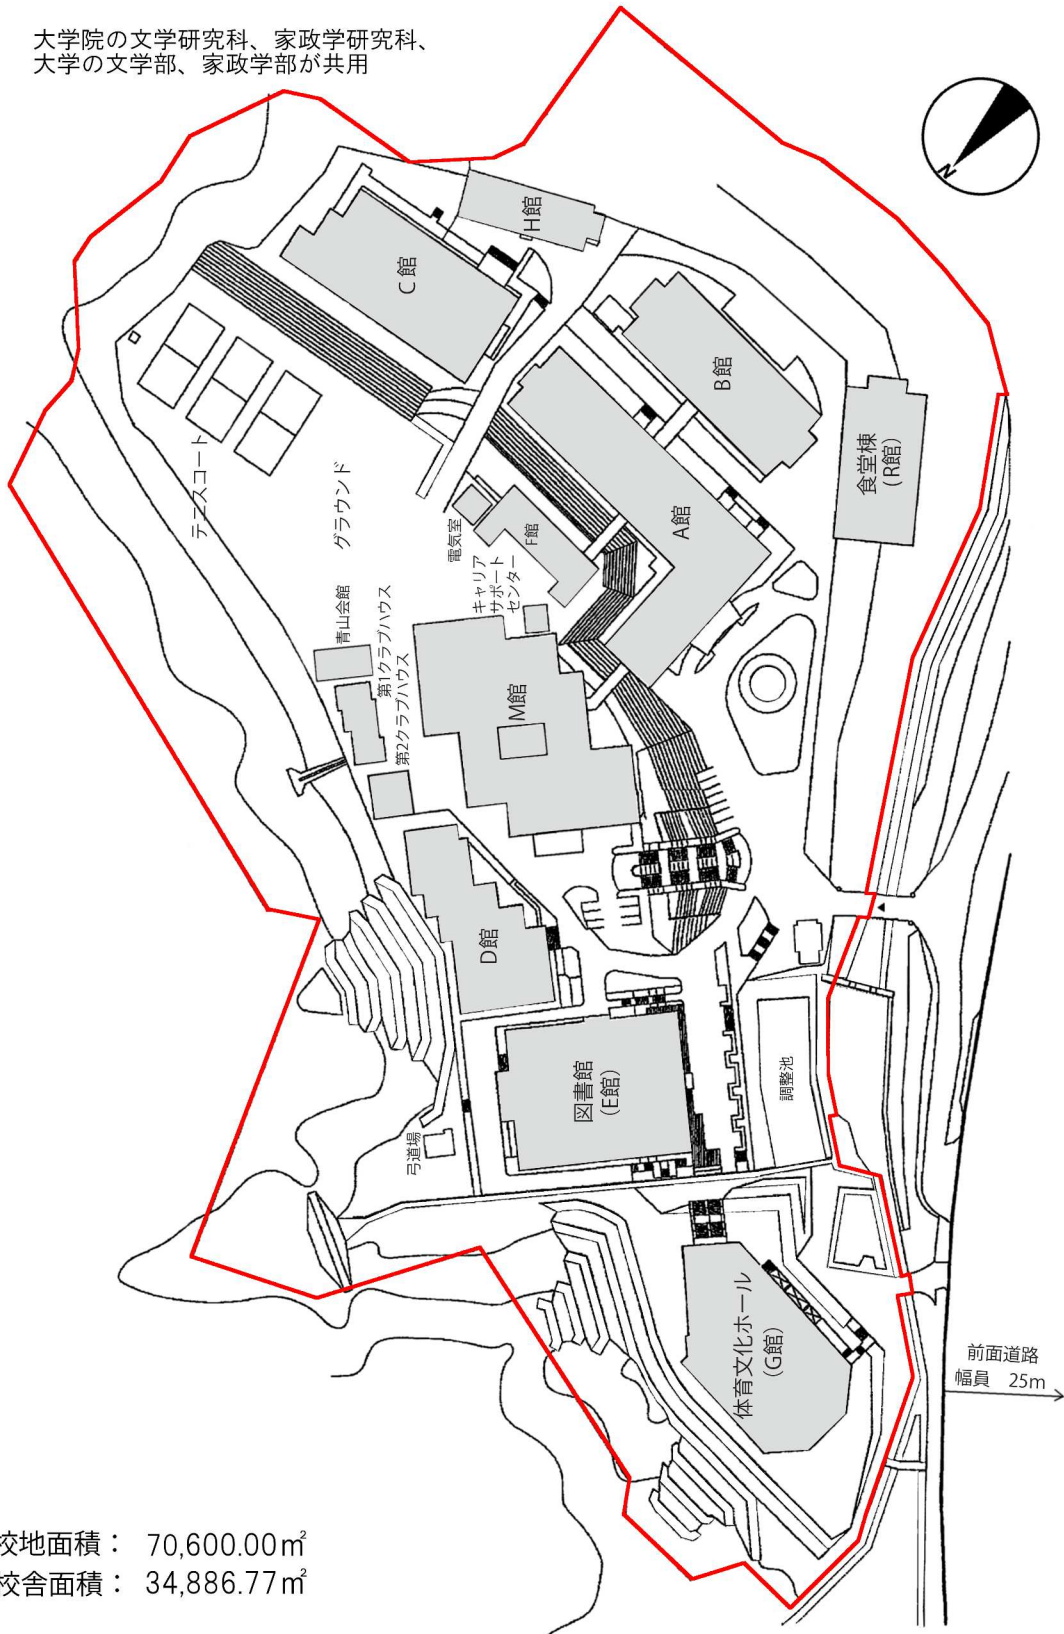 大学院の文学研究科、家政学研究科、
大学の文学部、家政学部が共用
N
H館
C館
B館
食堂棟
(R館)
テニスコート
グラウンド
電気室
F館
A館
キャリア
サポート
センター
青山会館
第1クラブハウス
第2クラブハウス
M館
D館
図書館
(E館)
調整池
弓道場
体育文化ホール
(G館)
前面道路
幅員 25m
校地面積： 70,600.00㎡
校舎面積： 34,886.77㎡